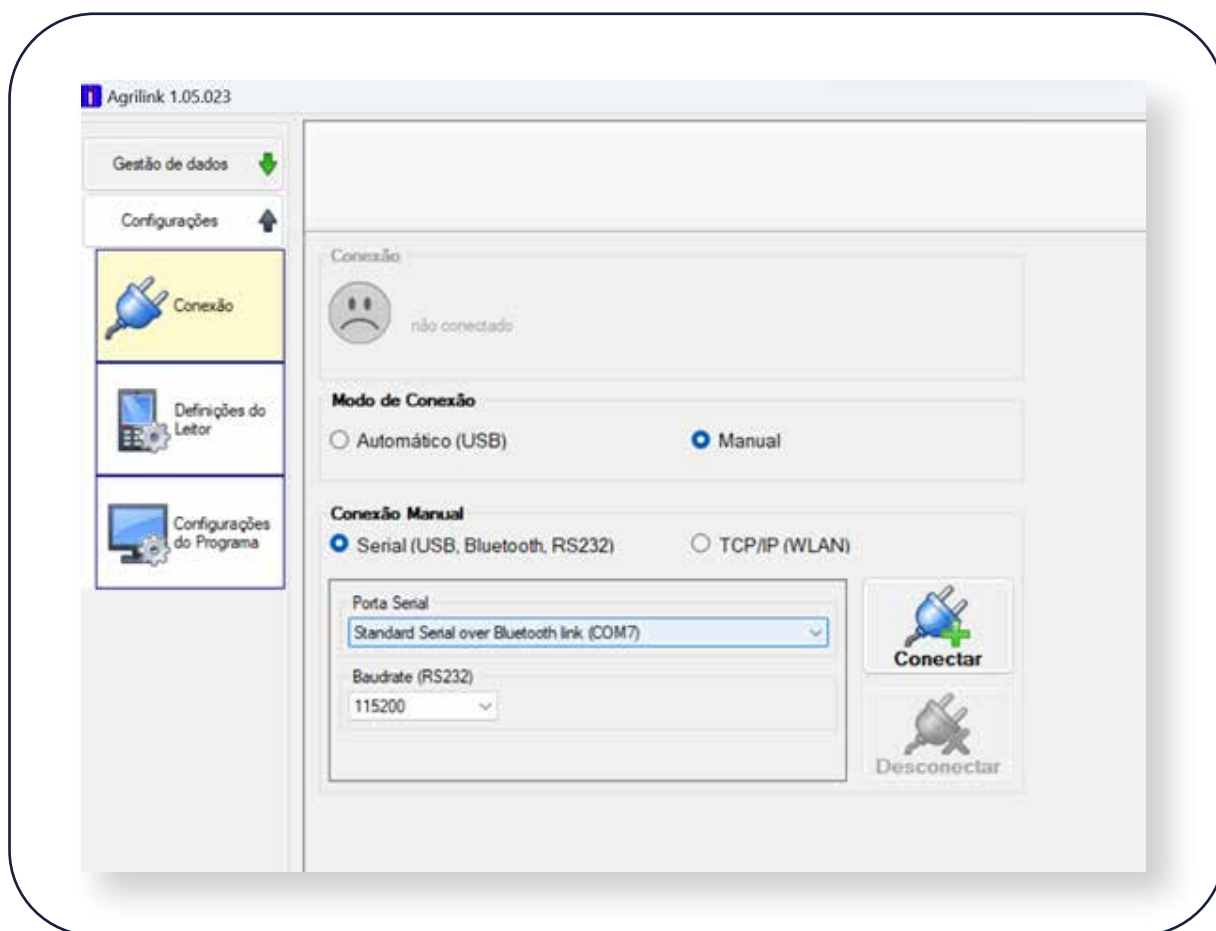 Agrilink 1.05.023
Gestão de dados
Configurações
Conexão
Definições do
Leitor
Configurações
do Programa
Conexão
não conectado
Modo de Conexão
Automático (USB)
Manual
Conexão Manual
Serial (USB, Bluetooth, RS232)
TCP/IP (WLAN)
Porta Serial
Standard Serial over Bluetooth link (COM7)
Baudrate (RS232)
115200
Conectar
Desconectar